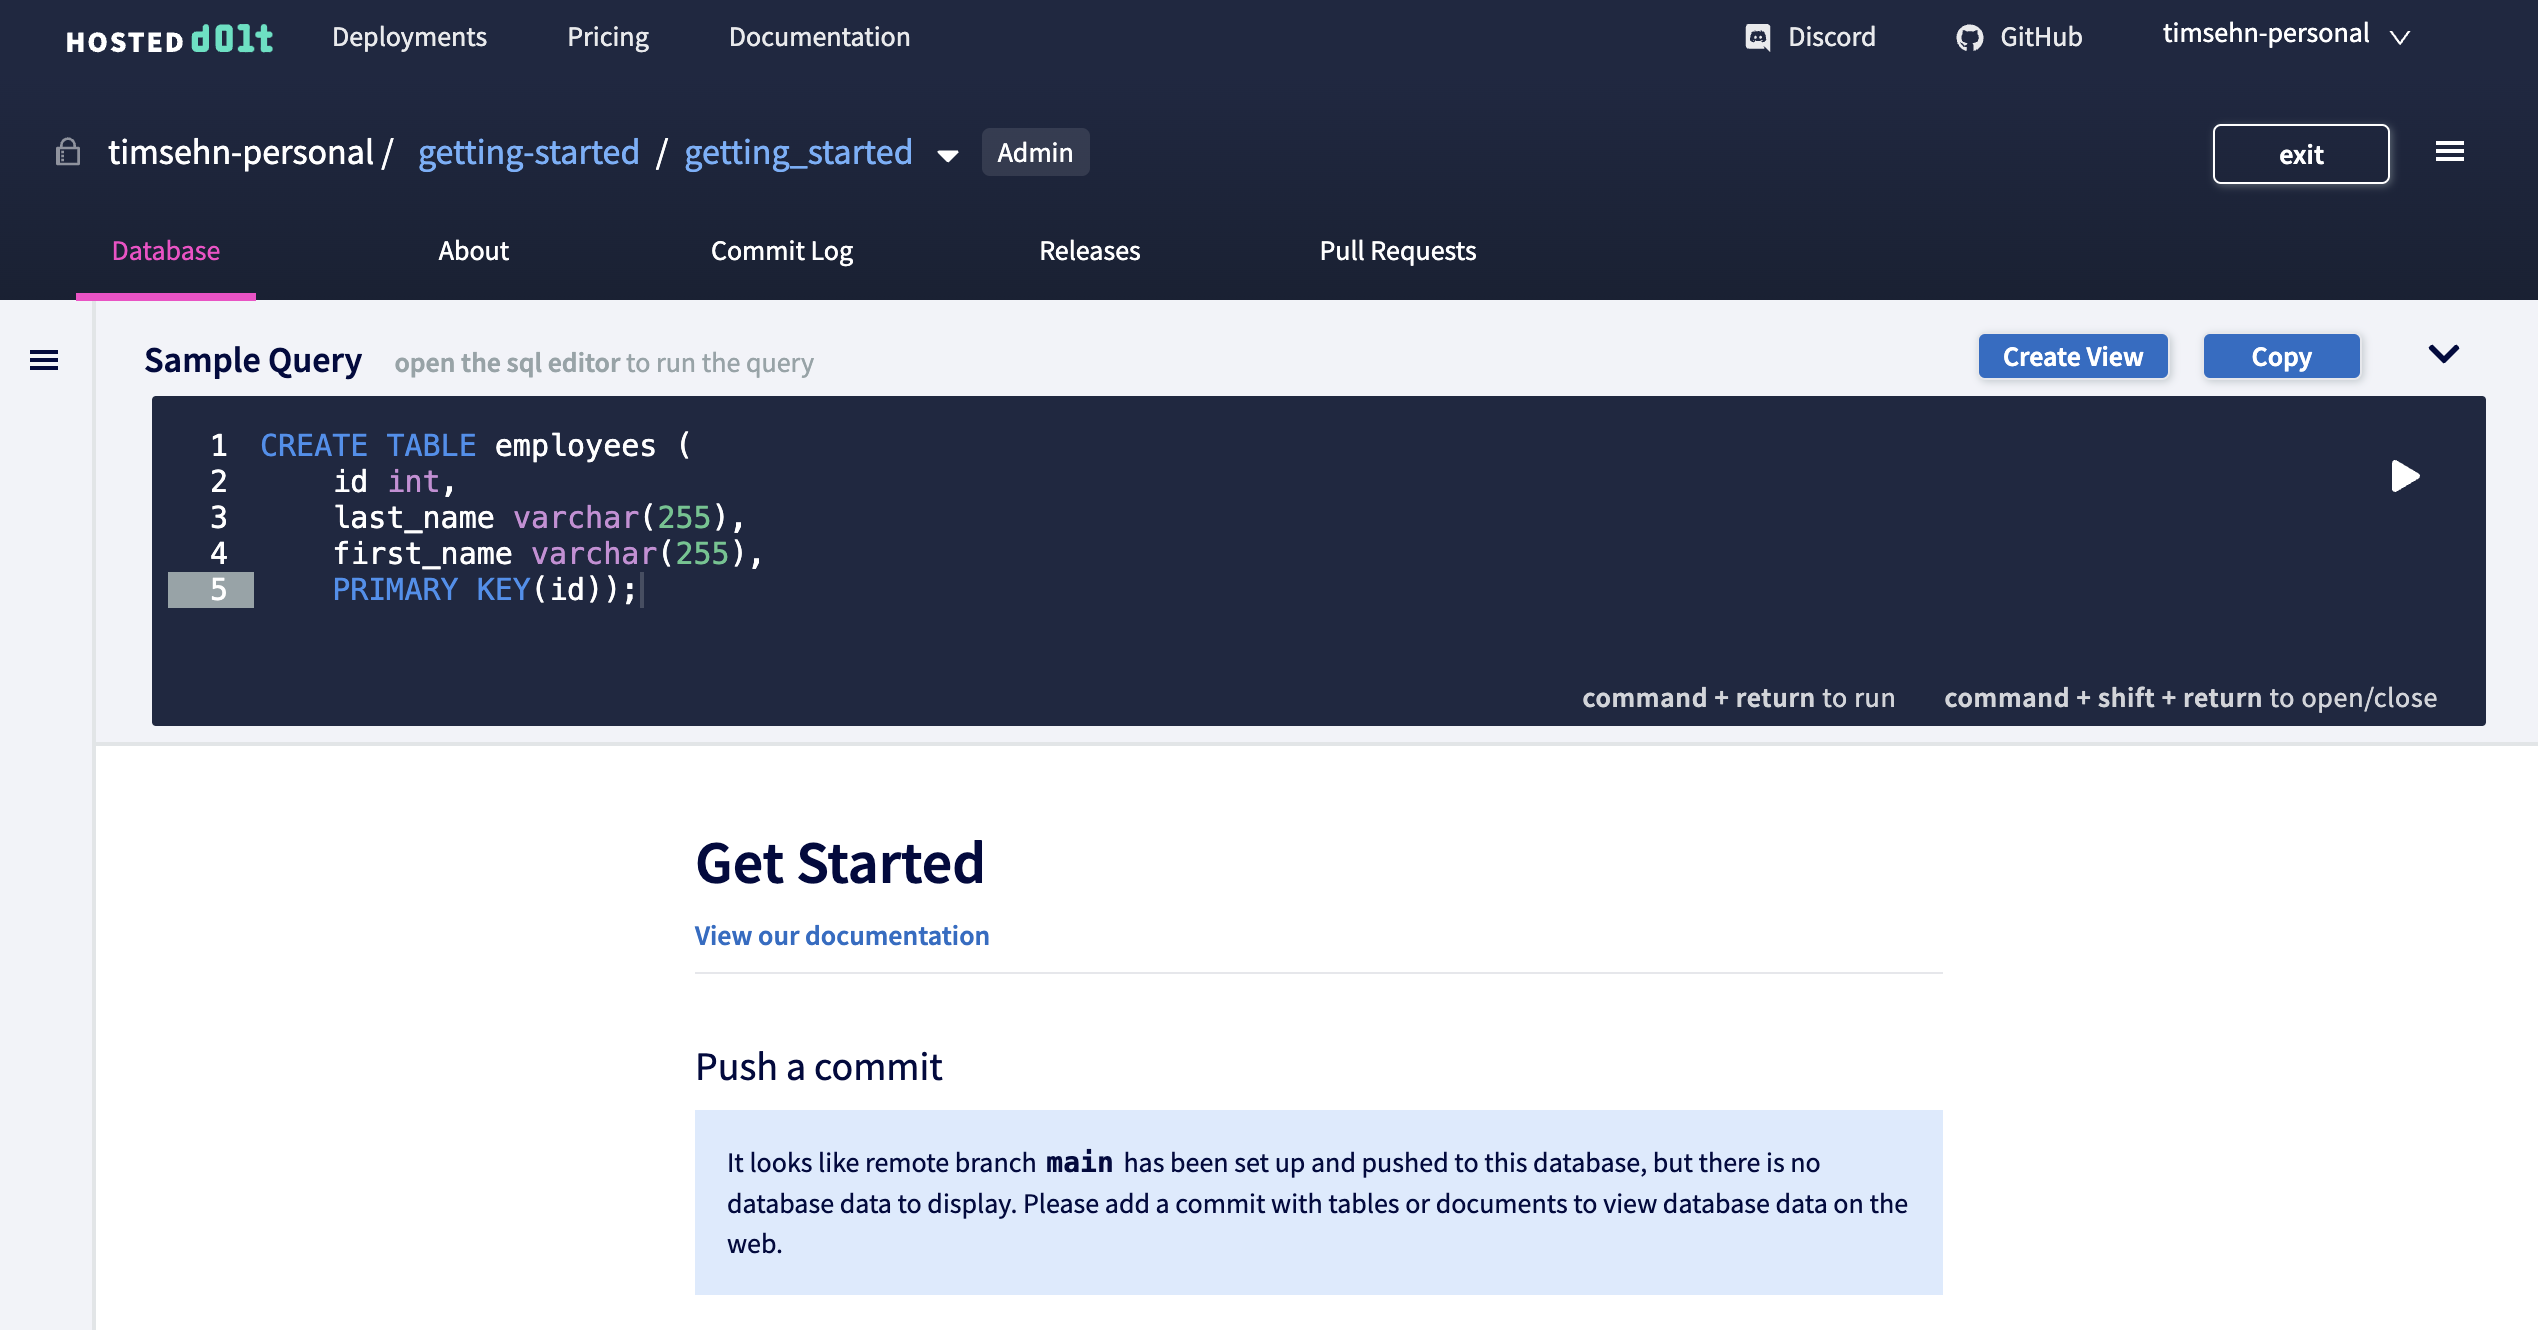 HOSTED dolt Deployments Pricing Documentation Discord GitHub timsehn-personal
timsehn-personal / getting-started / getting_started Admin exit
Database About Commit Log Releases Pull Requests
Sample Query open the sql editor to run the query Create View Copy
1 CREATE TABLE employees (
2     id int,
3     last_name varchar(255),
4     first_name varchar(255),
5     PRIMARY KEY(id));
command + return to run command + shift + return to open/close
Get Started
View our documentation
Push a commit
It looks like remote branch main has been set up and pushed to this database, but there is no
database data to display. Please add a commit with tables or documents to view database data on the
web.